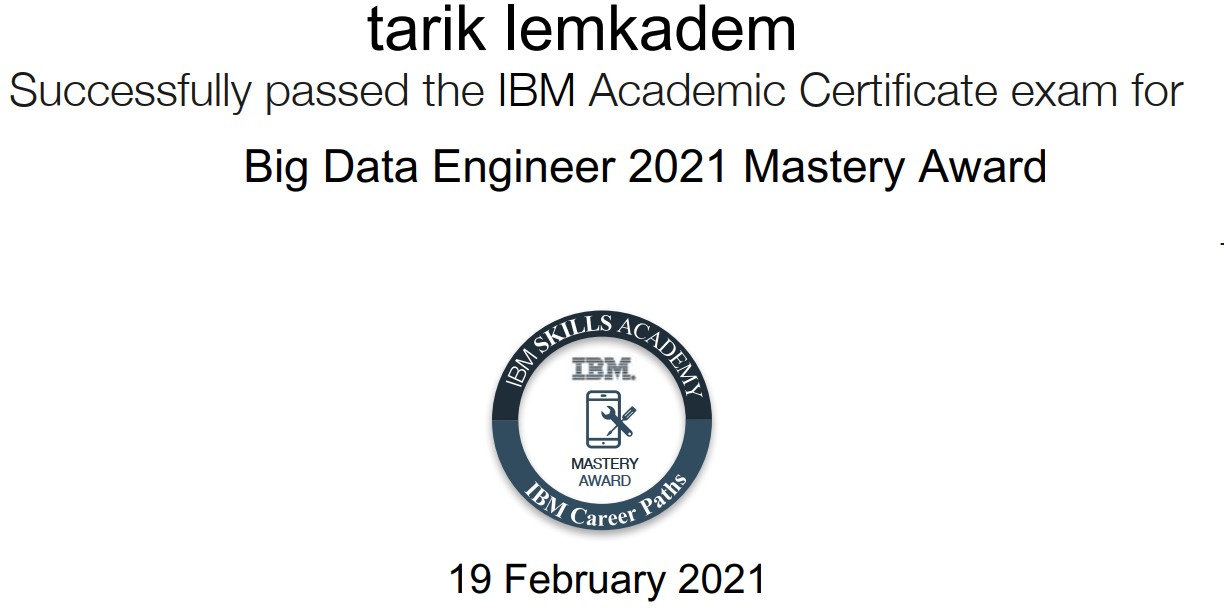 tarik lemkadem
Successfully passed the IBM Academic Certificate exam for
Big Data Engineer 2021 Mastery Award
IBM SKILLS ACADEMY
IBM.
MASTERY
AWARD
IBM Career Paths
19 February 2021